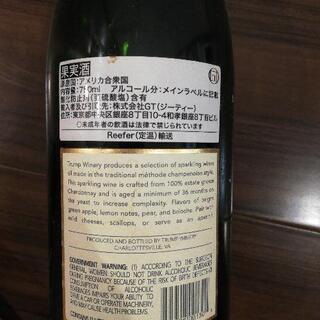 果実酒
原産国:アメリカ合衆国
内容量:750ml アルコール分:メインラベルに記載
酸化防止剤(亜硫酸塩)含有
輸入者及び引取先:株式会社GT(ジーティー)
住所:東京都中央区銀座8丁目10-4和孝銀座8丁目ビル
○未成年者の飲酒は法律で禁じられています。
Reefer(定温)輸送
Trump Winery produces a selection of sparkling wines
all made in the traditional méthode champenoise style.
This sparkling wine is crafted from 100% estate grown
Chardonnay and is aged a minimum of 36 months on
the yeast to increase complexity. Flavors of bright
green apple, lemon notes, pear, and brioche. Pair with
cured meats, scallops, or serve as an aperitif
PRODUCED AND BOTTLED BY TRUMP WINERY
CHARLOTTESVILLE, VA
GOVERNMENT WARNING: (1) ACCORDING TO THE SURGEON
GENERAL, WOMEN SHOULD NOT DRINK ALCOHOLIC BEVERAGES
DURING PREGNANCY BECAUSE OF THE RISK OF BIRTH DEFECTS. (2)
CONSUMPTION OF ALCOHOLIC
BEVERAGES IMPAIRS YOUR ABILITY TO
DRIVE A CAR OR OPERATE MACHINERY,
AND MAY CAUSE HEALTH PROBLEMS.